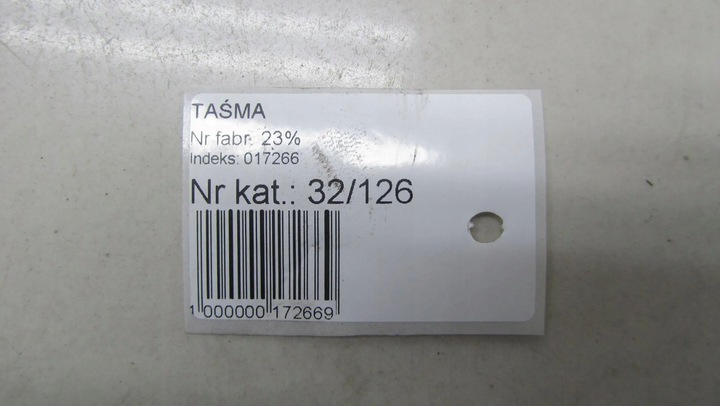 TAŚMA
Nr fabr. 23%
Indeks: 017266
Nr kat.: 32/126
1 000000 172669